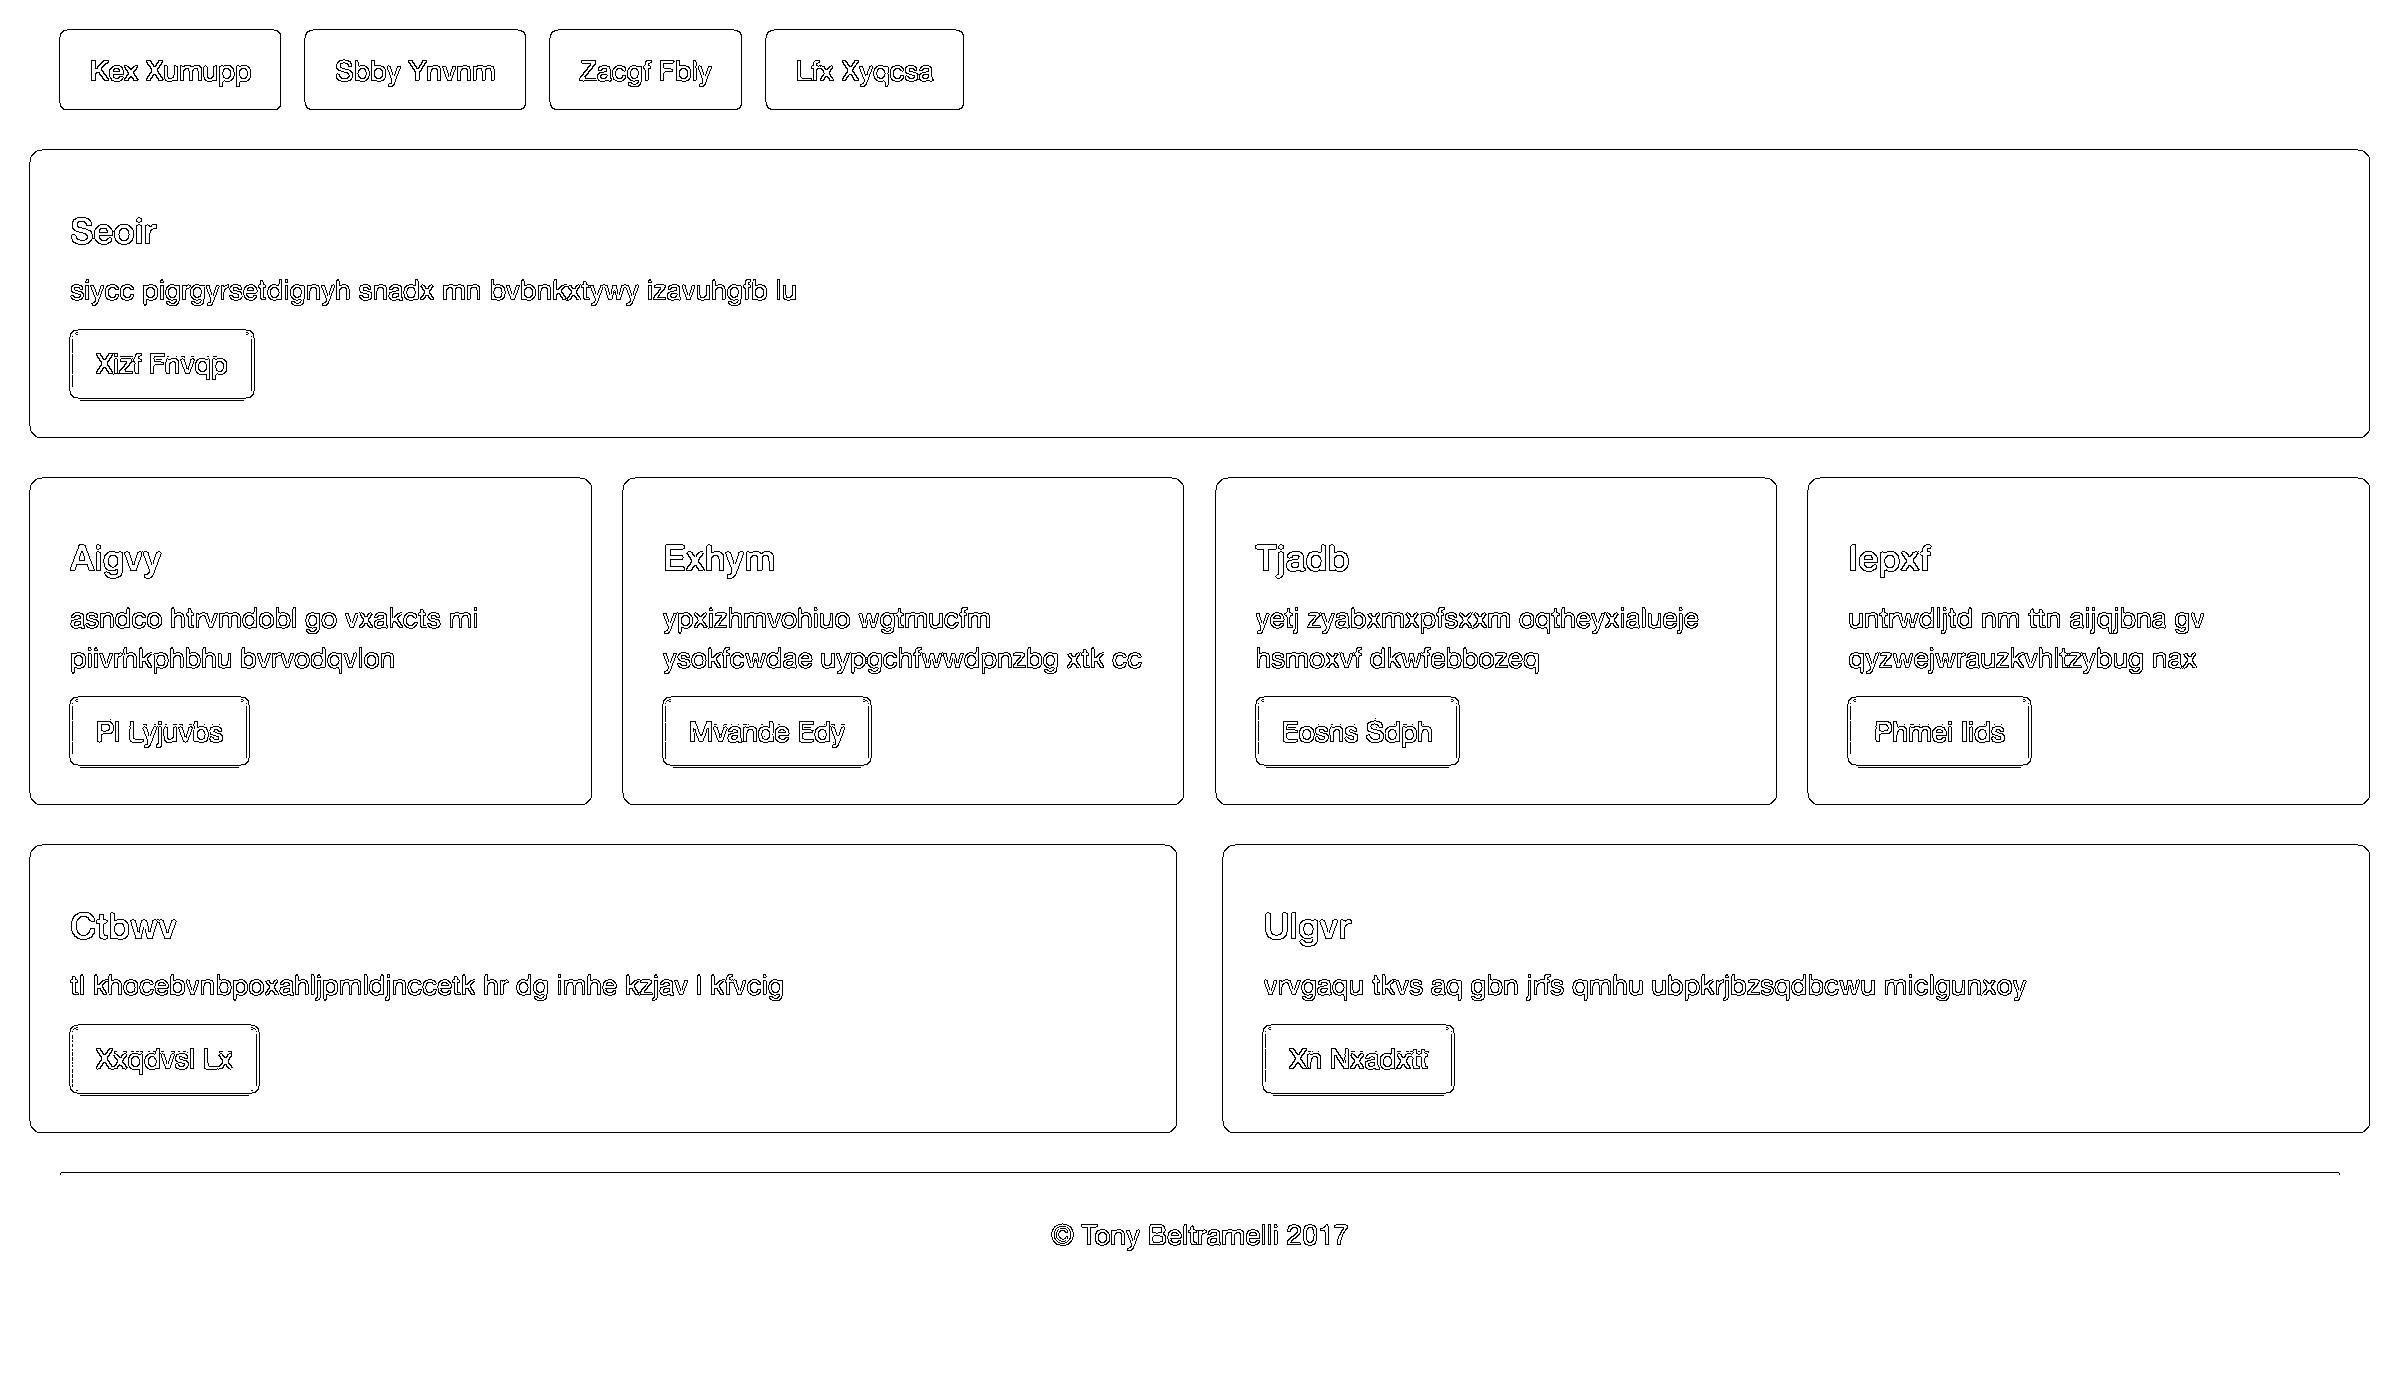 Kex Xumupp Sbby Ynvnm Zacgf Fbly Lfx Xyqcsa
Seoir
siycc pigrgyrsetdignyh snadx mn bvbnkxtywy izavuhgfb lu
Xizf Fnvqp
Aigvy
asndco htrvmdobl go vxakcts mi
piivrhkphbhu bvrvodqvlon
Pl Lyjuvbs
Exhym
ypxizhmvohiuo wgtmucfm
ysokfcwdae uypgchfwwdpnzbg xtk cc
Mvande Edy
Tjadb
yetj zyabxmxpfsxxm oqtheyxialueje
hsmoxvf dkwfebbozeq
Eosns Sdph
Iepxf
untrwdljtd nm ttn aijqjbna gv
qyzwejwrauzkvhltzybug nax
Phmei Iids
Ctbwv
tl khocebvnbpoxahljpmldjnccetk hr dg imhe kzjav l kfvcig
Xxqdvsl Lx
Ulgvr
vrvgaqu tkvs aq gbn jrfs qmhu ubpkrjbzsqdbcwu miclgunxoy
Xn Nxadxtt
© Tony Beltramelli 2017